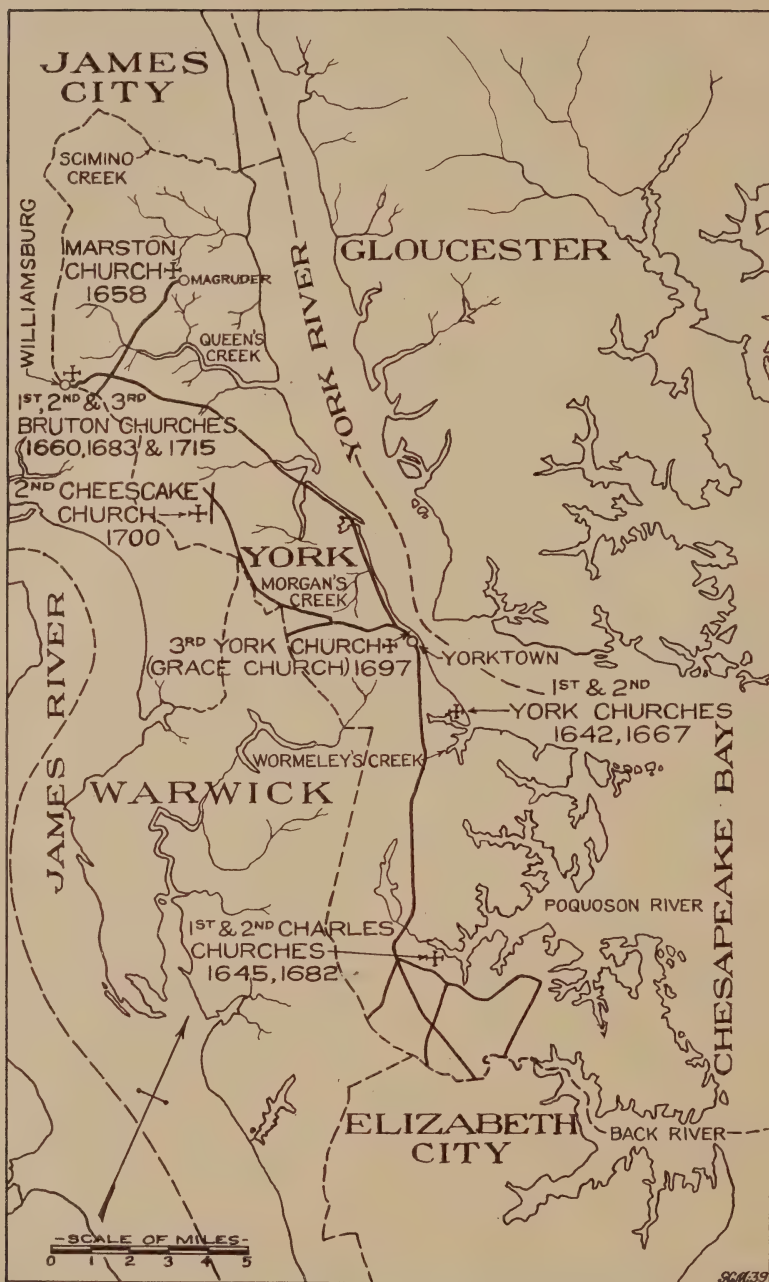 JAMES
CITY
SCIMINO
CREEK
WILLIAMSBURG
MARSTON
CHURCH
1658
MAGRUDER
GLOUCESTER
YORK RIVER
QUEEN'S
CREEK
1ST, 2ND & 3RD
BRUTON CHURCHES
(1660, 1683 & 1715
2ND CHEESCAKE
CHURCH
1700
YORK
MORGAN'S
CREEK
3RD YORK CHURCH
(GRACE CHURCH) 1697
YORKTOWN
1ST & 2ND
YORK CHURCHES
1642, 1667
WORMELEY'S CREEK
JAMES RIVER
WARWICK
CHESAPEAKE BAY
POQUOSON RIVER
1ST & 2ND CHARLES
CHURCHES
1645, 1682
ELIZABETH
CITY
BACK RIVER
SCALE OF MILES
0 1 2 3 4 5